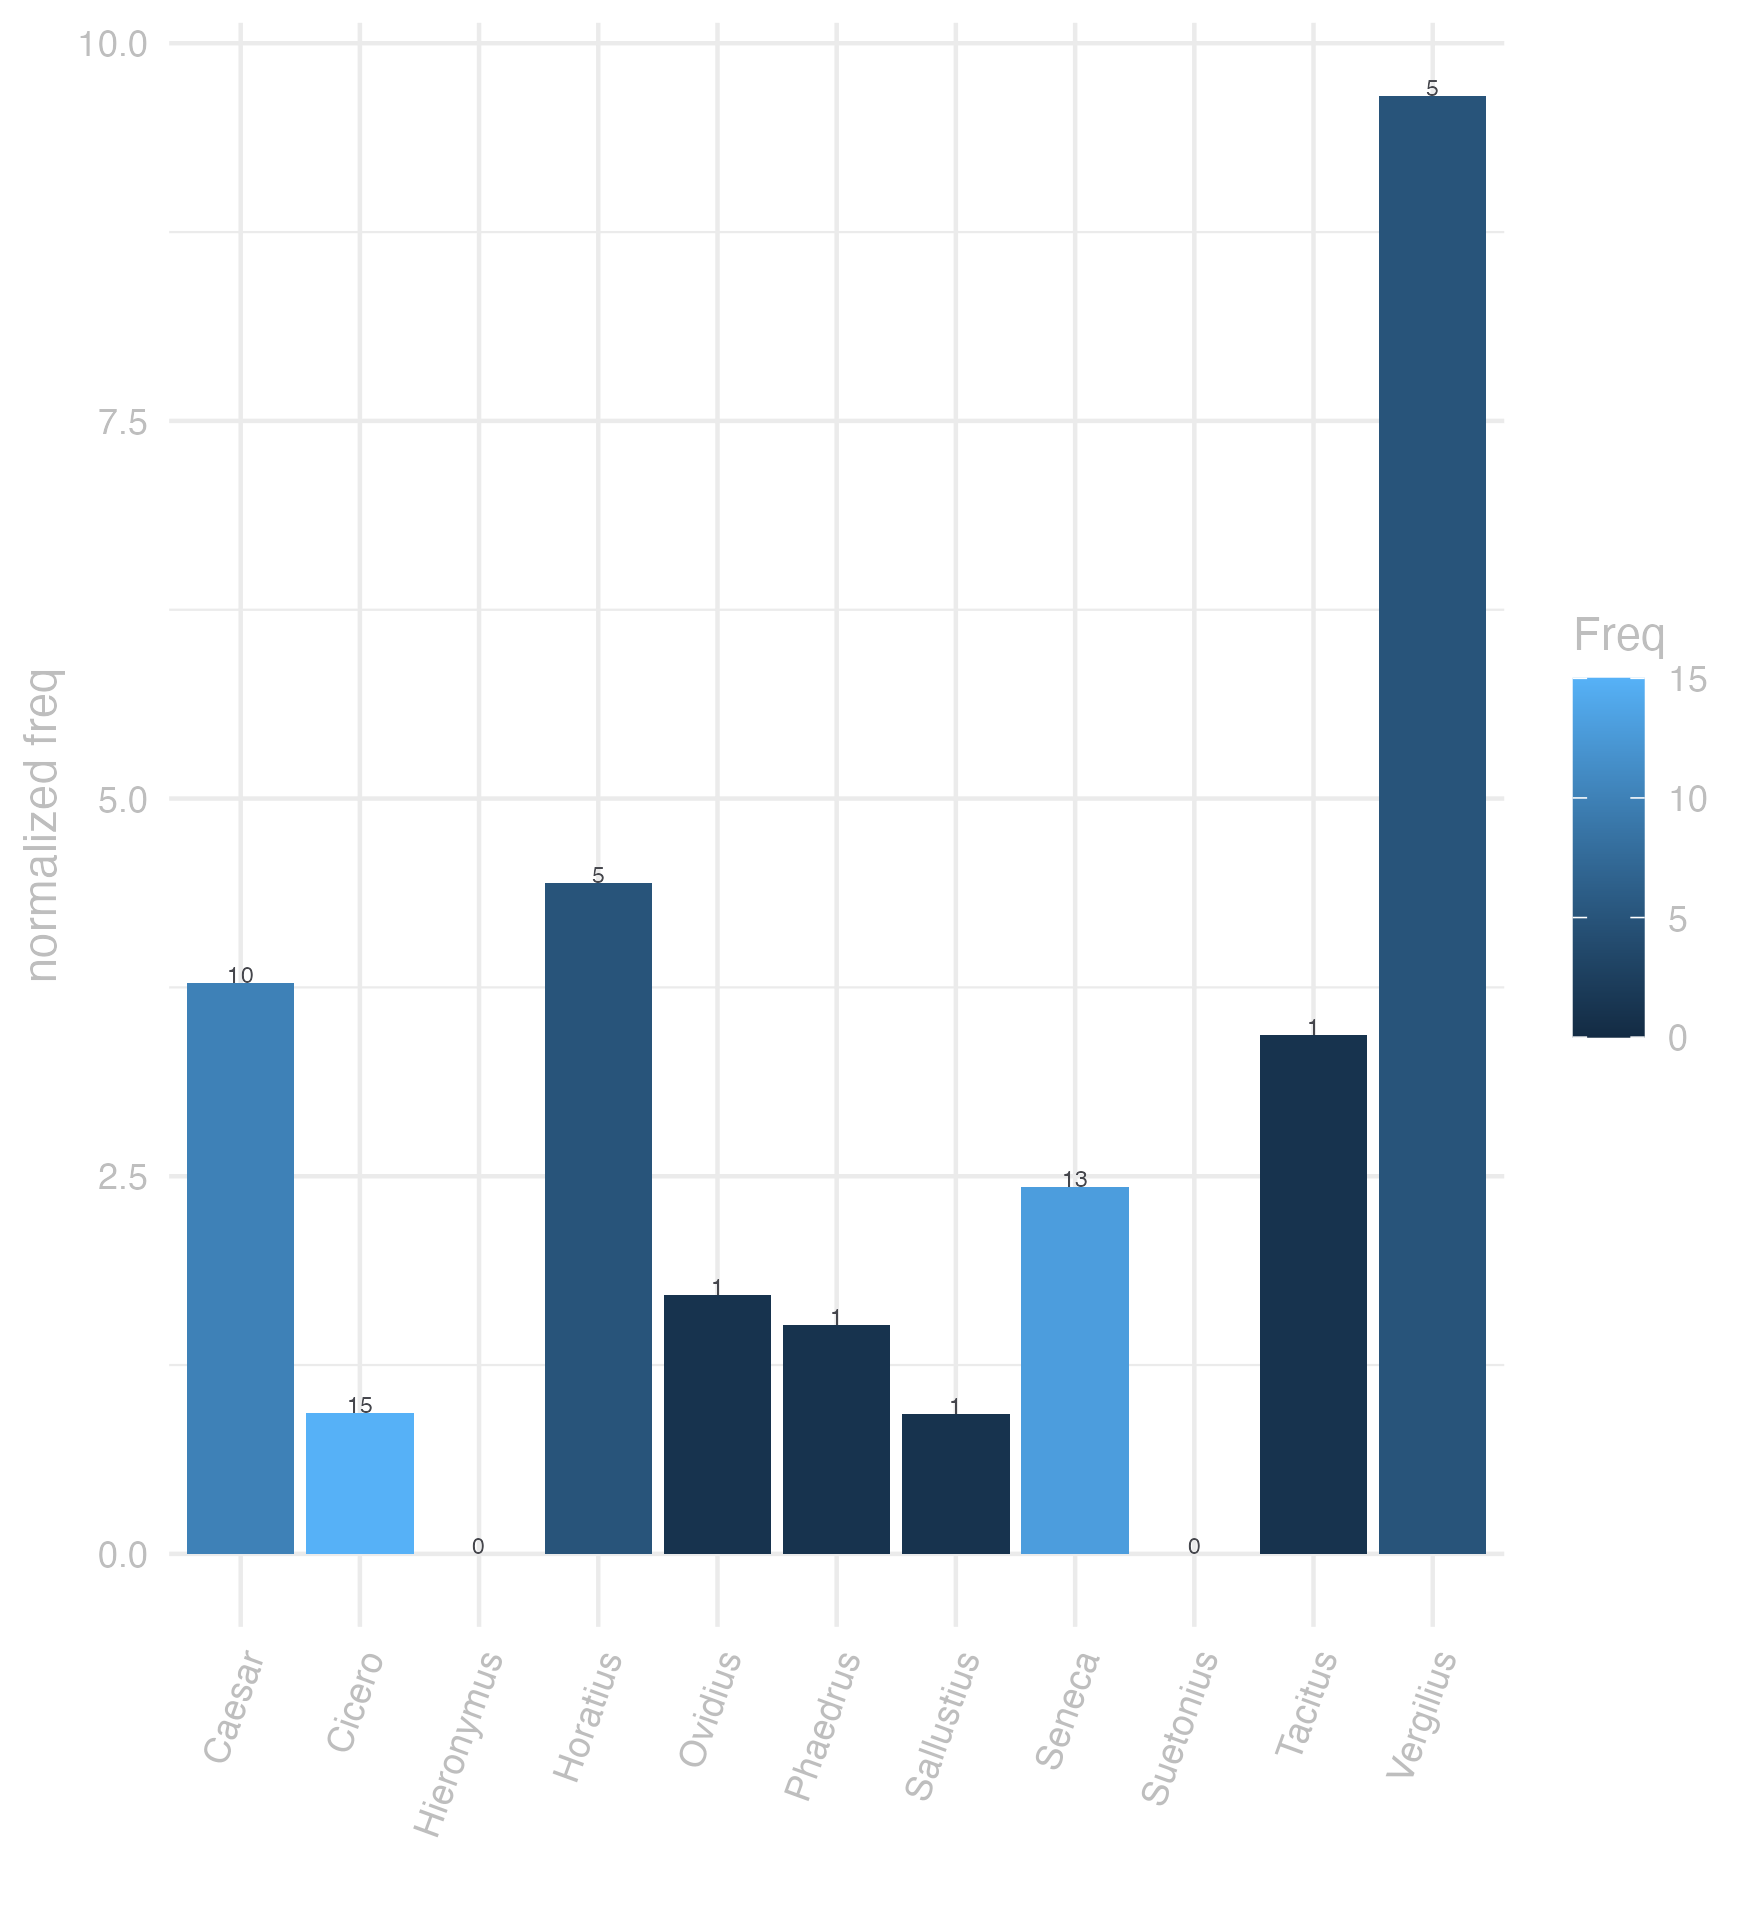 10.0
7.5
5.0
2.5
0.0
normalized freq
10
15
0
5
1
1
1
13
0
1
5
Caesar
Cicero
Hieronymus
Horatius
Ovidius
Phaedrus
Sallustius
Seneca
Suetonius
Tacitus
Vergilius
Freq
15
10
5
0